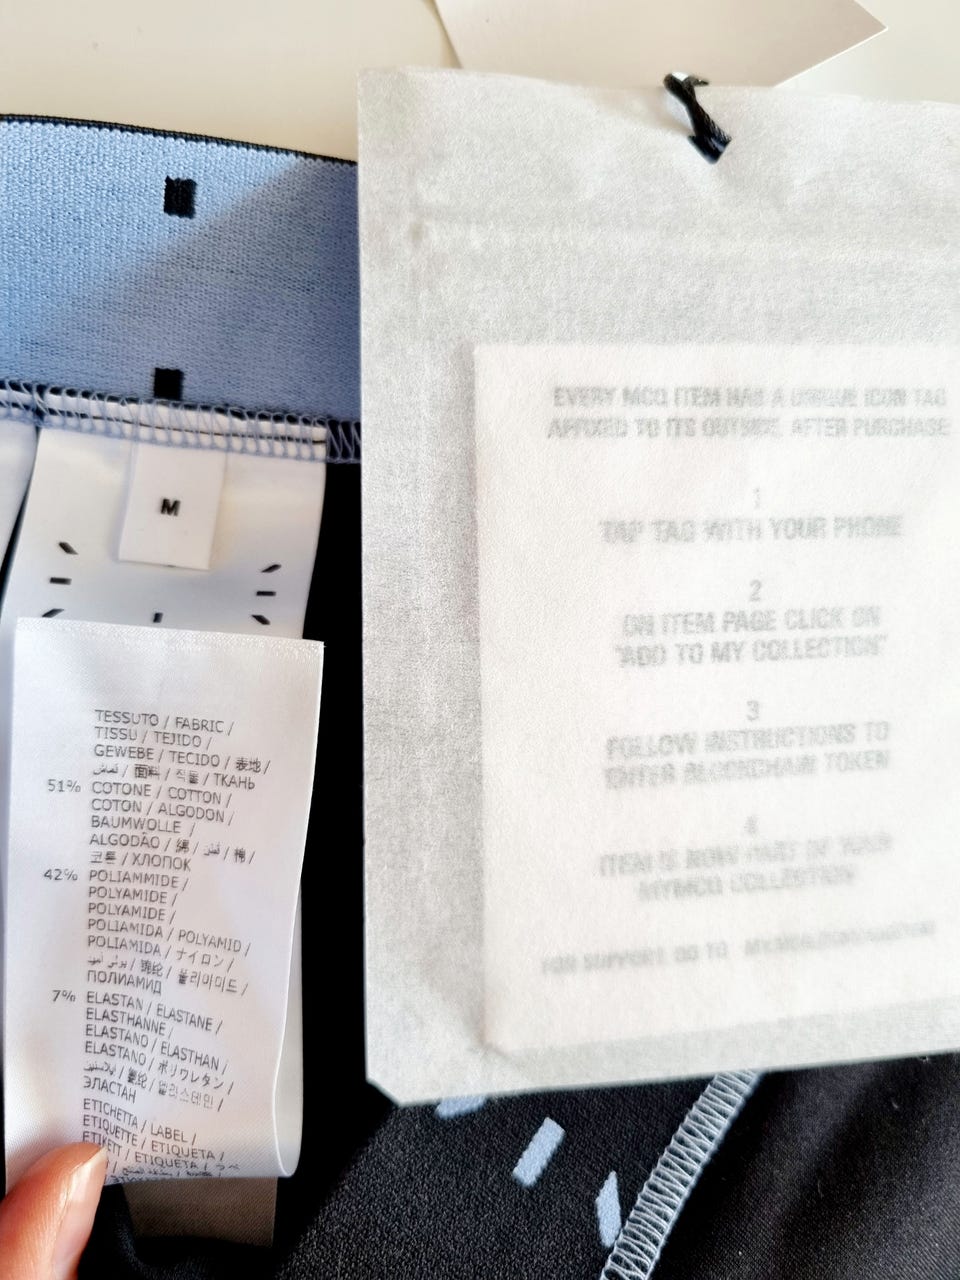 M
TESSUTO / FABRIC /
TISSU / TEJIDO /
GEWEBE / TECIDO / 表地 /
قماش / 面料 / 직물 / ТКАНЬ
51% COTONE / COTTON /
COTON / ALGODON /
BAUMWOLLE /
ALGODÃO / 綿 / قطن / 棉 /
코튼 / ХЛОПОК
42% POLIAMMIDE /
POLYAMIDE /
POLYAMIDE /
POLIAMIDA / POLYAMID /
POLIAMIDA / ナイロン /
/ 锦纶 / 폴리아미드 /
ПОЛИАМИД
7% ELASTAN / ELASTANE /
ELASTHANNE /
ELASTANO / ELASTHAN /
ELASTANO / ポリウレタン /
/ 氨纶 / 엘라스테인 /
ЭЛАСТАН
ETICHETTA / LABEL /
ETIQUETTE / ETIQUETA /
ETIKETT / ETIQUETA /
EVERY MCQ ITEM HAS A UNIQUE ICON TAG
AFFIXED TO ITS OUTSIDE. AFTER PURCHASE
1
TAP TAG WITH YOUR PHONE
2
ON ITEM PAGE CLICK ON
"ADD TO MY COLLECTION"
3
FOLLOW INSTRUCTIONS TO
ENTER BLOCKCHAIN TOKEN
4
ITEM IS NOW PART OF YOUR
MYMCQ COLLECTION
FOR SUPPORT GO TO